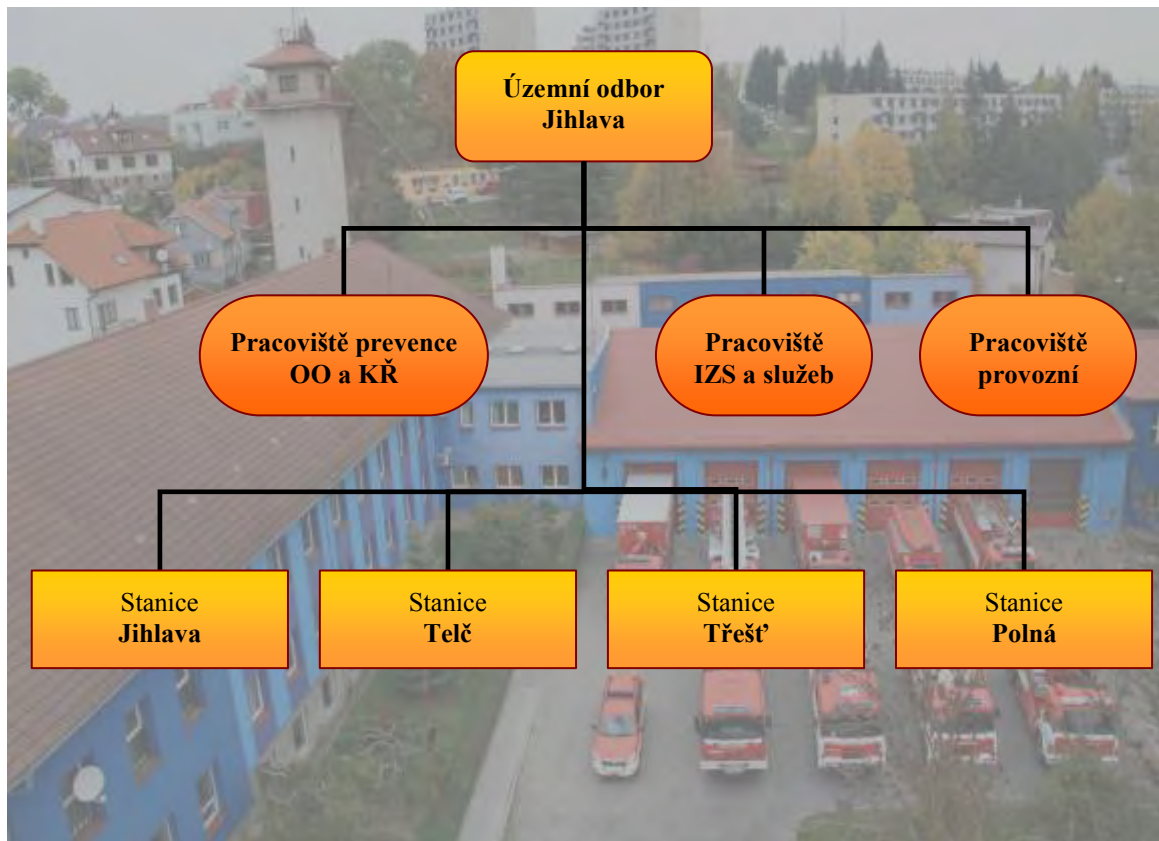 Územní odbor
Jihlava
Pracoviště prevence
OO a KŘ
Pracoviště
IZS a služeb
Pracoviště
provozní
Stanice
Jihlava
Stanice
Telč
Stanice
Třešť
Stanice
Polná